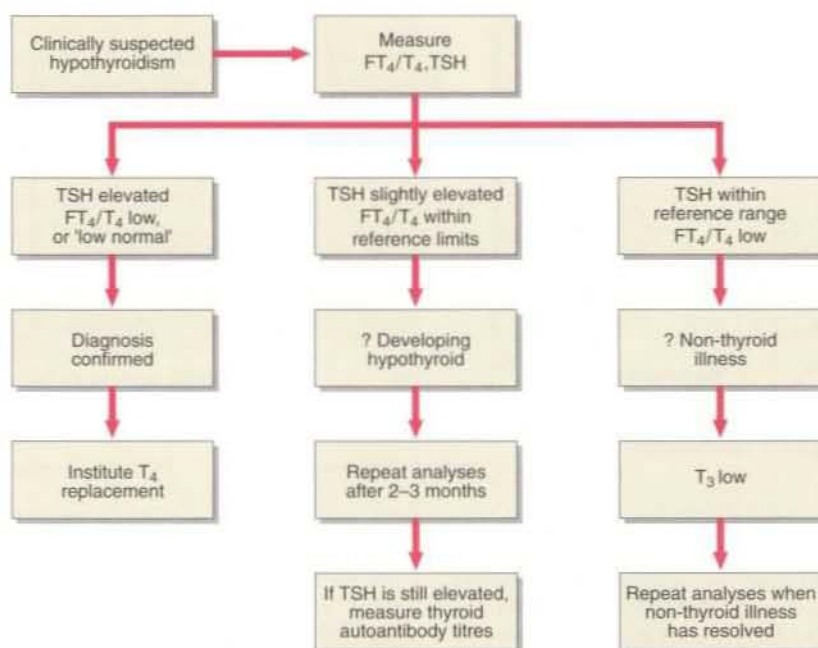 Clinically suspected
hypothyroidism
Measure
FT₄/T₄,TSH
TSH elevated
FT₄/T₄ low,
or 'low normal'
TSH slightly elevated
FT₄/T₄ within
reference limits
TSH within
reference range
FT₄/T₄ low
Diagnosis
confirmed
? Developing
hypothyroid
? Non-thyroid
illness
Institute T₄
replacement
Repeat analyses
after 2–3 months
T₃ low
If TSH is still elevated,
measure thyroid
autoantibody titres
Repeat analyses when
non-thyroid illness
has resolved